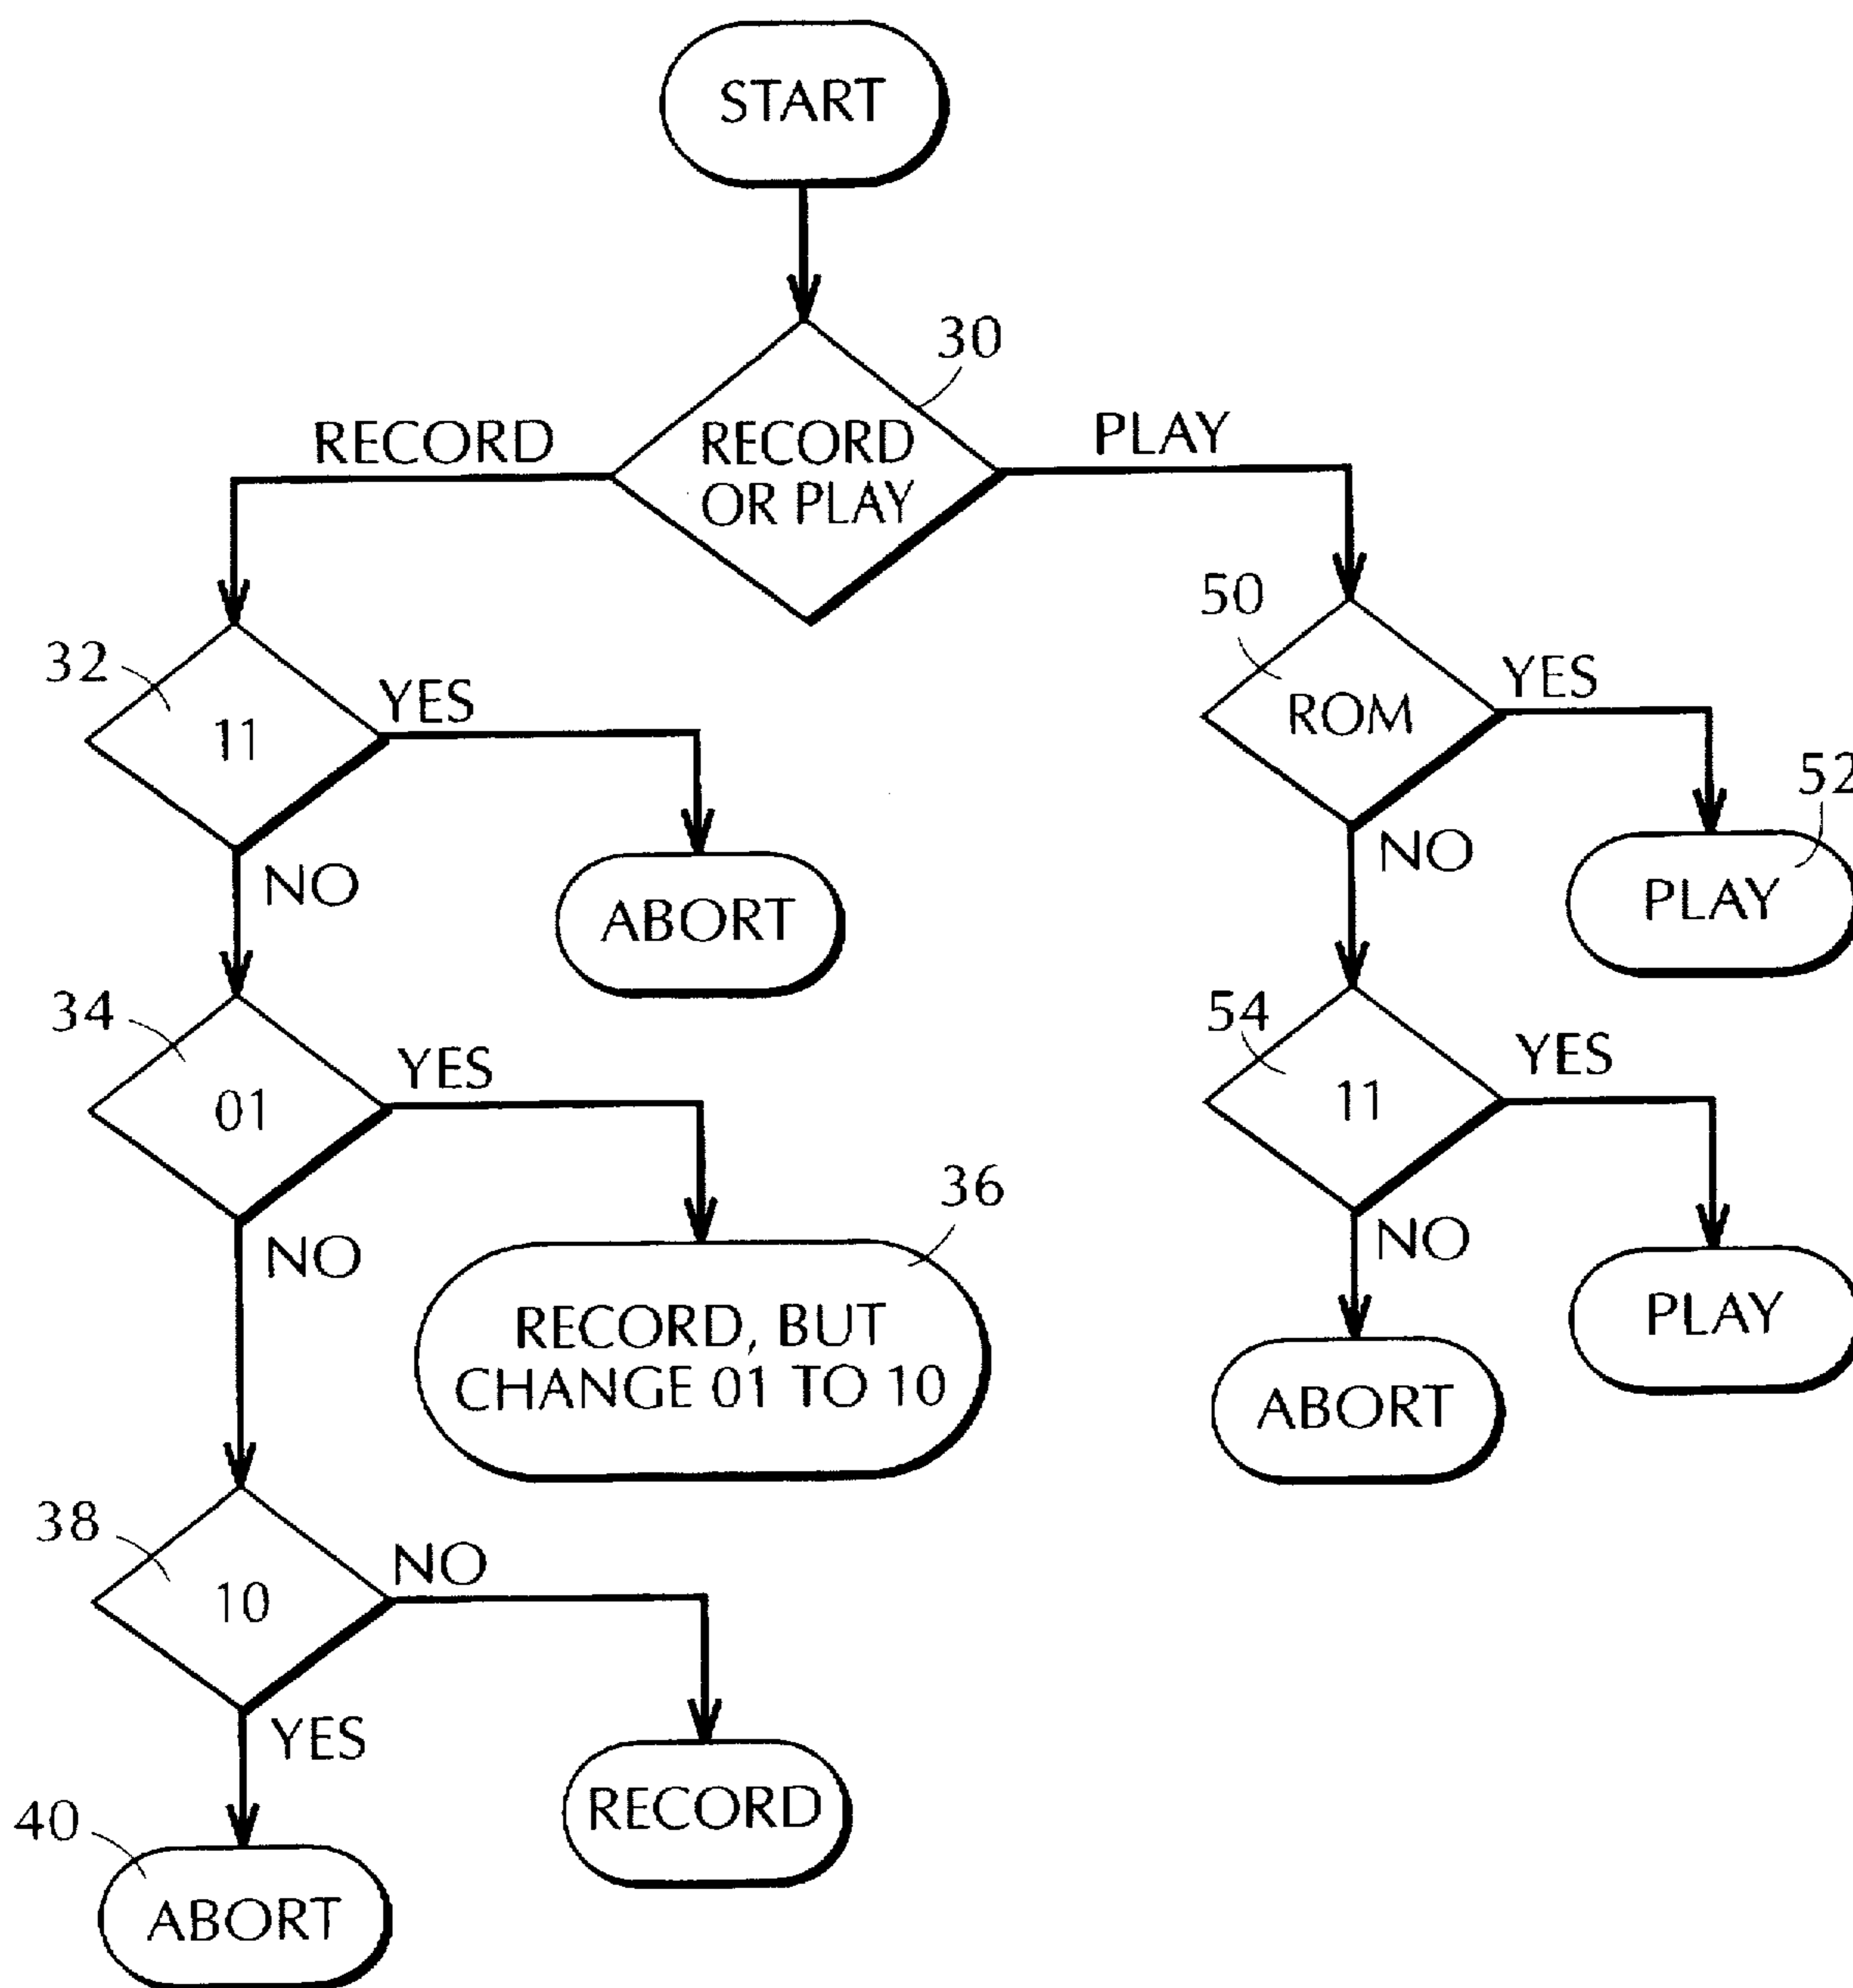 START
30
RECORD
PLAY
RECORD
OR PLAY
50
32
YES
YES
11
ROM
52
NO
NO
PLAY
ABORT
34
54
YES
YES
01
11
36
NO
NO
RECORD, BUT
CHANGE 01 TO 10
PLAY
ABORT
38
NO
10
YES
40
RECORD
ABORT